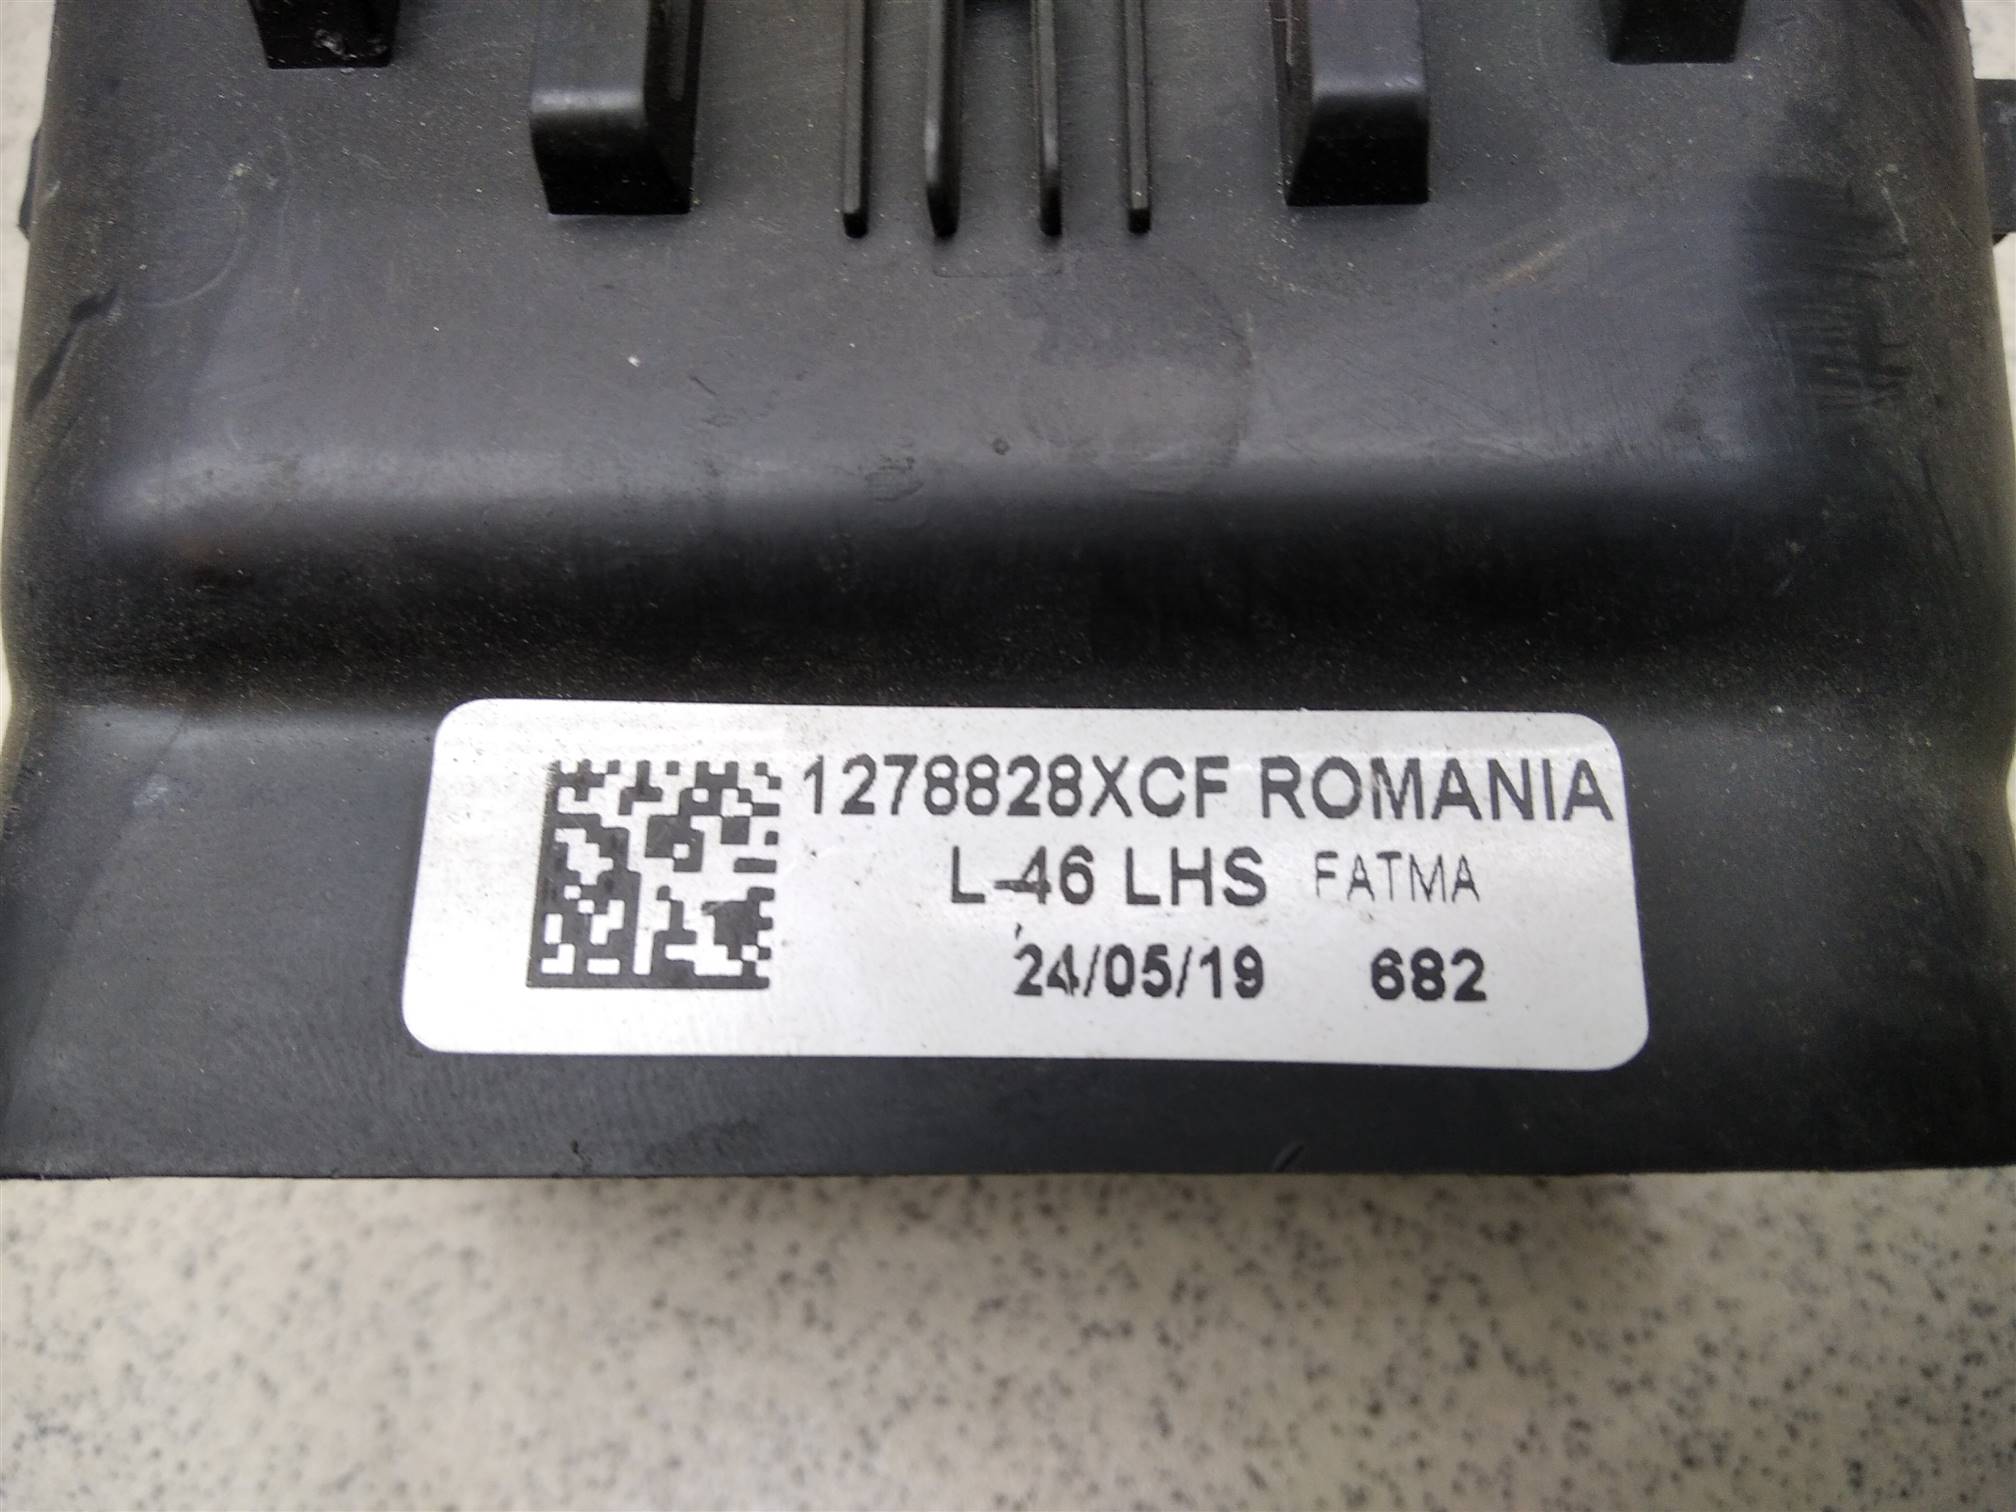 1278828XCF ROMANIA
L-46 LHS FATMA
24/05/19 682